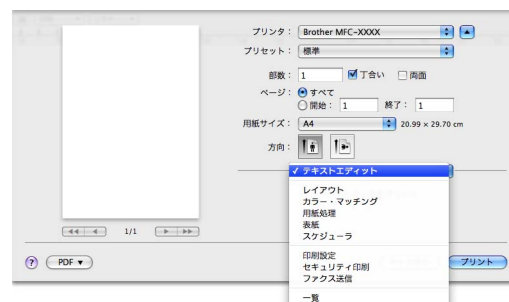 プリンタ： Brother MFC-XXXX
プリセット： 標準
部数： 1 丁合い 両面
ページ： すべて
開始： 1 終了： 1
用紙サイズ： A4 20.99 × 29.70 cm
方向：
✓ テキストエディット
レイアウト
カラー・マッチング
用紙処理
表紙
スケジューラ
1/1
印刷設定
セキュリティ印刷
ファクス送信
? PDF ▼ プリント
一覧